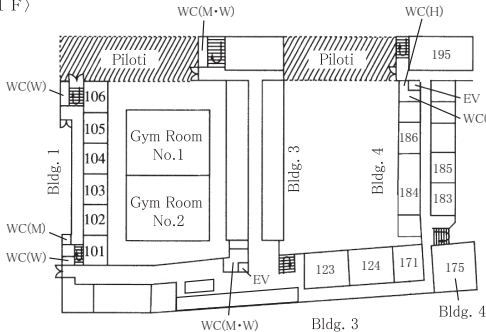 1F〉
WC(M・W)
WC(H)
Piloti
Piloti
195
WC(W)
EV
WC(
106
105
104
103
102
101
Bldg. 1
Gym Room
No.1
Gym Room
No.2
Bldg. 3
Bldg. 4
186
184
185
183
WC(M)
WC(W)
EV
123
124
171
175
WC(M・W)
Bldg. 3
Bldg. 4